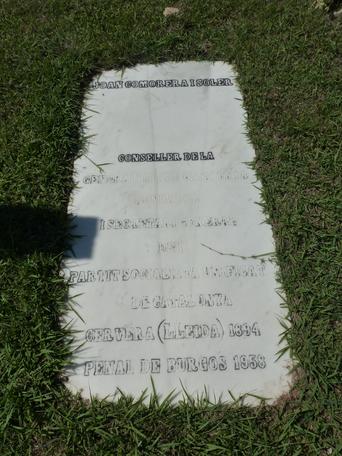 JOAN COMORERA I SOLER
CONSELLER DE LA
I SECRETARI GENERAL
DEL
PARTIT SOCIALISTA UNIFICAT
DE CATALUNYA
CERVERA (LLEIDA) 1894
PENAL DE BURGOS 1958